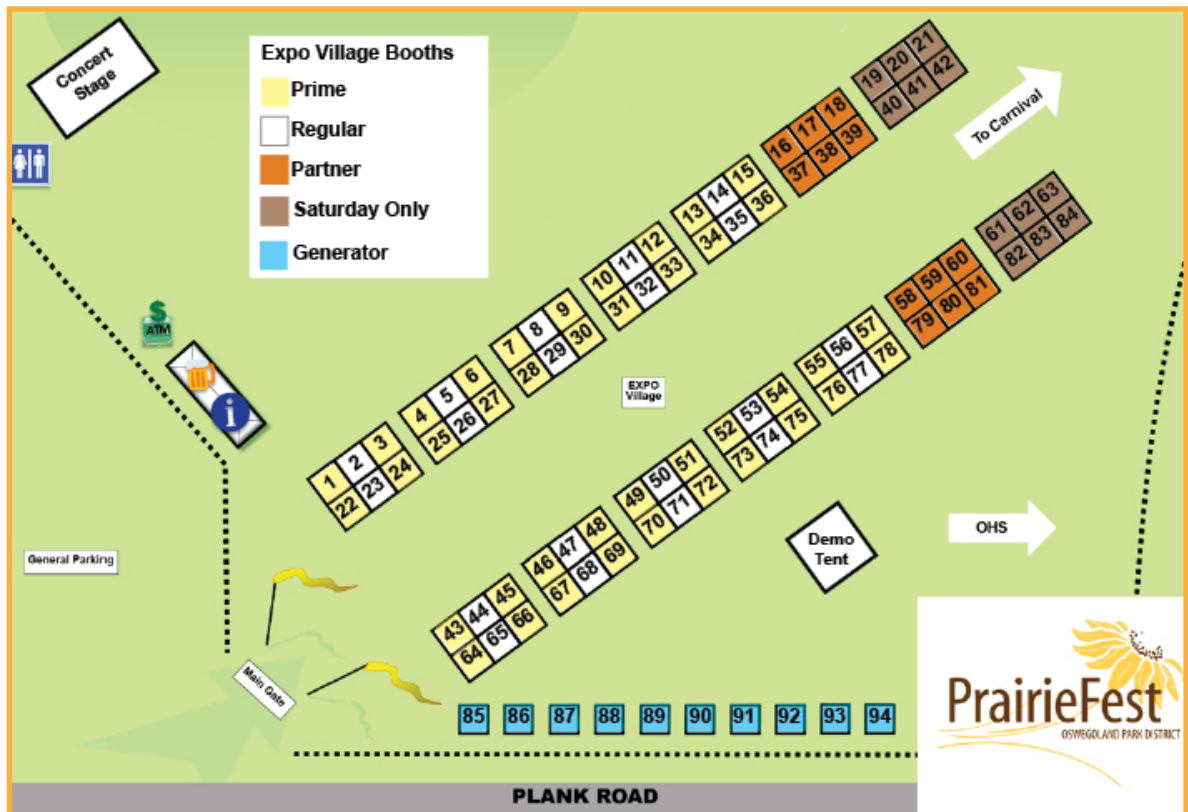 Concert
Stage
Expo Village Booths
Prime
Regular
Partner
Saturday Only
Generator
19 20 21
40 41 42
To Carnival
16 17 18
37 38 39
13 14 15
34 35 36
10 11 12
31 32 33
7 8 9
28 29 30
4 5 6
25 26 27
1 2 3
22 23 24
$
ATM
i
EXPO
Village
61 62 63
82 83 84
58 59 60
79 80 81
55 56 57
76 77 78
52 53 54
73 74 75
49 50 51
70 71 72
46 47 48
67 68 69
43 44 45
64 65 66
Demo
Tent
OHS
General Parking
Main Gate
85 86 87 88 89 90 91 92 93 94
PrairieFest
OSWEGOLAND PARK DISTRICT
PLANK ROAD